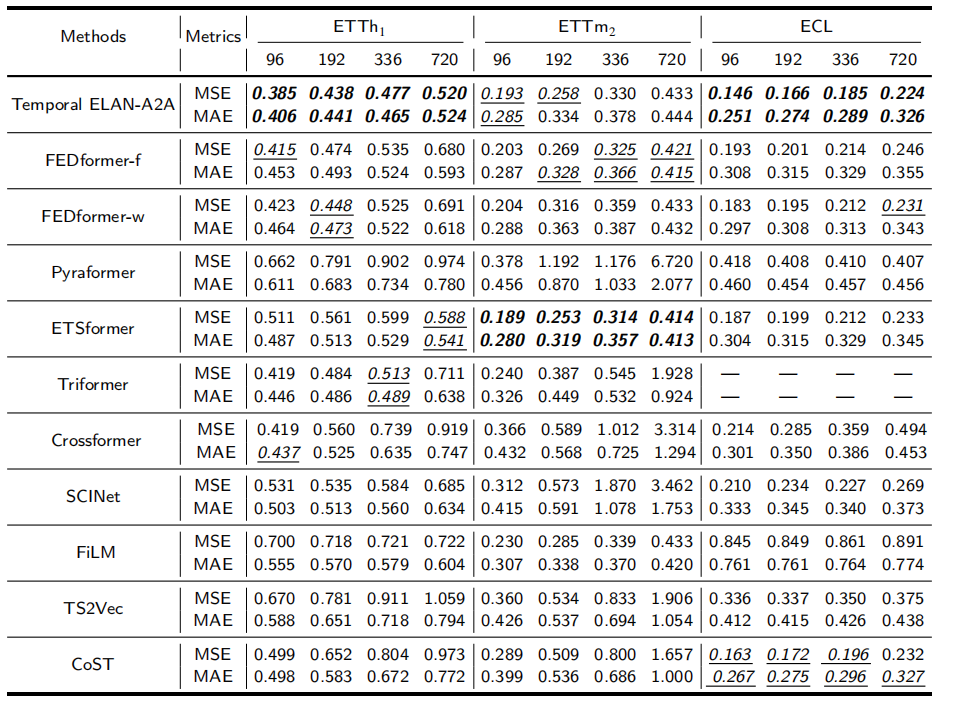 Methods Metrics ETTh1 ETTm2 ECL
96 192 336 720 96 192 336 720 96 192 336 720
Temporal ELAN-A2A MSE 0.385 0.438 0.477 0.520 0.193 0.258 0.330 0.433 0.146 0.166 0.185 0.224
MAE 0.406 0.441 0.465 0.524 0.285 0.334 0.378 0.444 0.251 0.274 0.289 0.326
FEDformer-f MSE 0.415 0.474 0.535 0.680 0.203 0.269 0.325 0.421 0.193 0.201 0.214 0.246
MAE 0.453 0.493 0.524 0.593 0.287 0.328 0.366 0.415 0.308 0.315 0.329 0.355
FEDformer-w MSE 0.423 0.448 0.525 0.691 0.204 0.316 0.359 0.433 0.183 0.195 0.212 0.231
MAE 0.464 0.473 0.522 0.618 0.288 0.363 0.387 0.432 0.297 0.308 0.313 0.343
Pyraformer MSE 0.662 0.791 0.902 0.974 0.378 1.192 1.176 6.720 0.418 0.408 0.410 0.407
MAE 0.611 0.683 0.734 0.780 0.456 0.870 1.033 2.077 0.460 0.454 0.457 0.456
ETSformer MSE 0.511 0.561 0.599 0.588 0.189 0.253 0.314 0.414 0.187 0.199 0.212 0.233
MAE 0.487 0.513 0.529 0.541 0.280 0.319 0.357 0.413 0.304 0.315 0.329 0.345
Triformer MSE 0.419 0.484 0.513 0.711 0.240 0.387 0.545 1.928 — — — —
MAE 0.446 0.486 0.489 0.638 0.326 0.449 0.532 0.924 — — — —
Crossformer MSE 0.419 0.560 0.739 0.919 0.366 0.589 1.012 3.314 0.214 0.285 0.359 0.494
MAE 0.437 0.525 0.635 0.747 0.432 0.568 0.725 1.294 0.301 0.350 0.386 0.453
SCINet MSE 0.531 0.535 0.584 0.685 0.312 0.573 1.870 3.462 0.210 0.234 0.227 0.269
MAE 0.503 0.513 0.560 0.634 0.415 0.591 1.078 1.753 0.333 0.345 0.340 0.373
FiLM MSE 0.700 0.718 0.721 0.722 0.230 0.285 0.339 0.433 0.845 0.849 0.861 0.891
MAE 0.555 0.570 0.579 0.604 0.307 0.338 0.370 0.420 0.761 0.761 0.764 0.774
TS2Vec MSE 0.670 0.781 0.911 1.059 0.360 0.534 0.833 1.906 0.336 0.337 0.350 0.375
MAE 0.588 0.651 0.718 0.794 0.426 0.537 0.694 1.054 0.412 0.415 0.426 0.438
CoST MSE 0.499 0.652 0.804 0.973 0.289 0.509 0.800 1.657 0.163 0.172 0.196 0.232
MAE 0.498 0.583 0.672 0.772 0.399 0.536 0.686 1.000 0.267 0.275 0.296 0.327